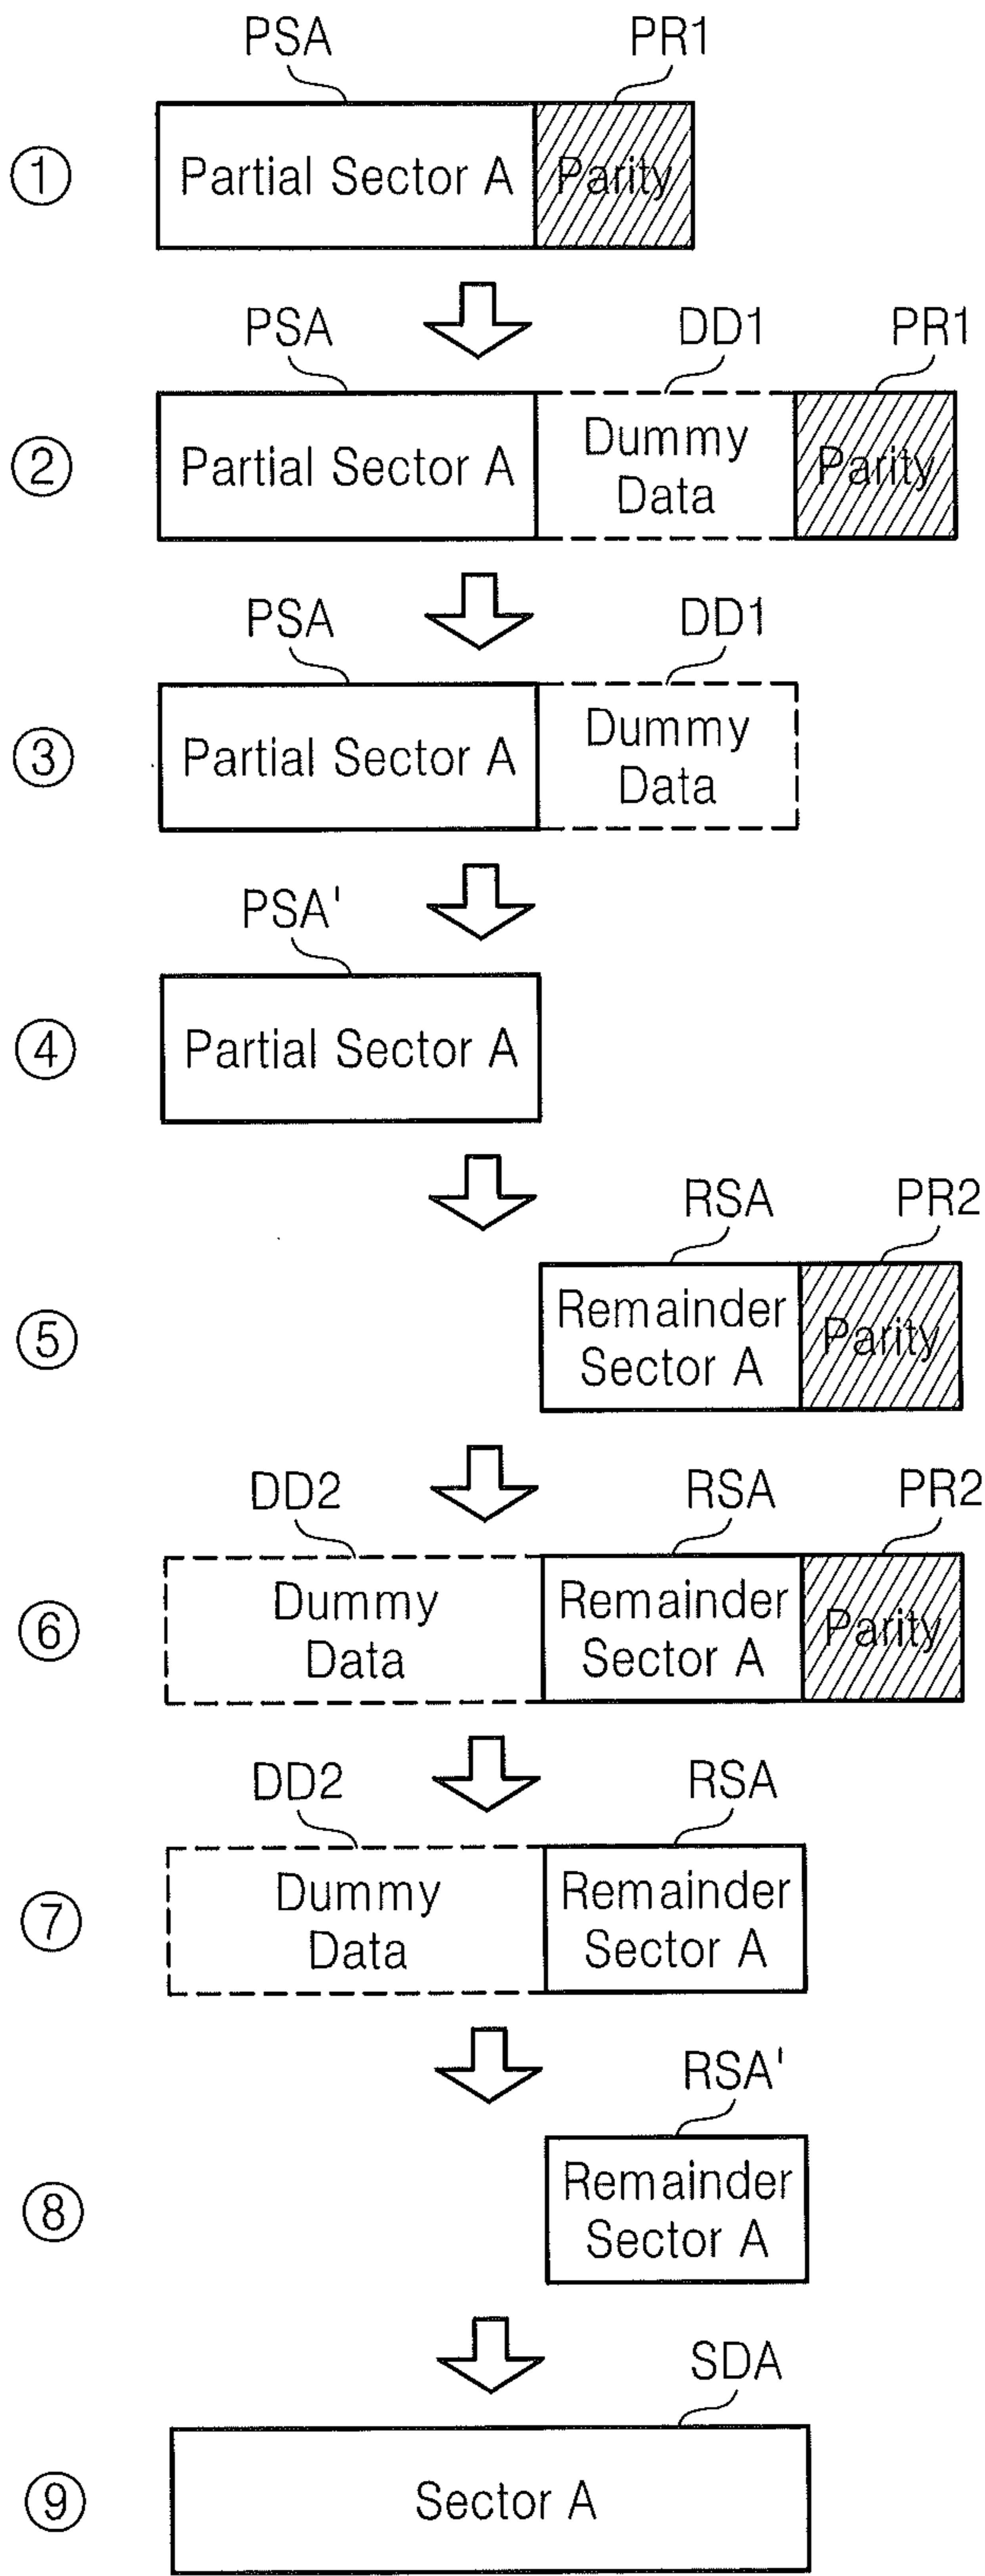 PSA PR1
① Partial Sector A Parity
PSA DD1 PR1
② Partial Sector A Dummy Data Parity
PSA DD1
③ Partial Sector A Dummy Data
PSA'
④ Partial Sector A
RSA PR2
⑤ Remainder Sector A Parity
DD2 RSA PR2
⑥ Dummy Data Remainder Sector A Parity
DD2 RSA
⑦ Dummy Data Remainder Sector A
RSA'
⑧ Remainder Sector A
SDA
⑨ Sector A